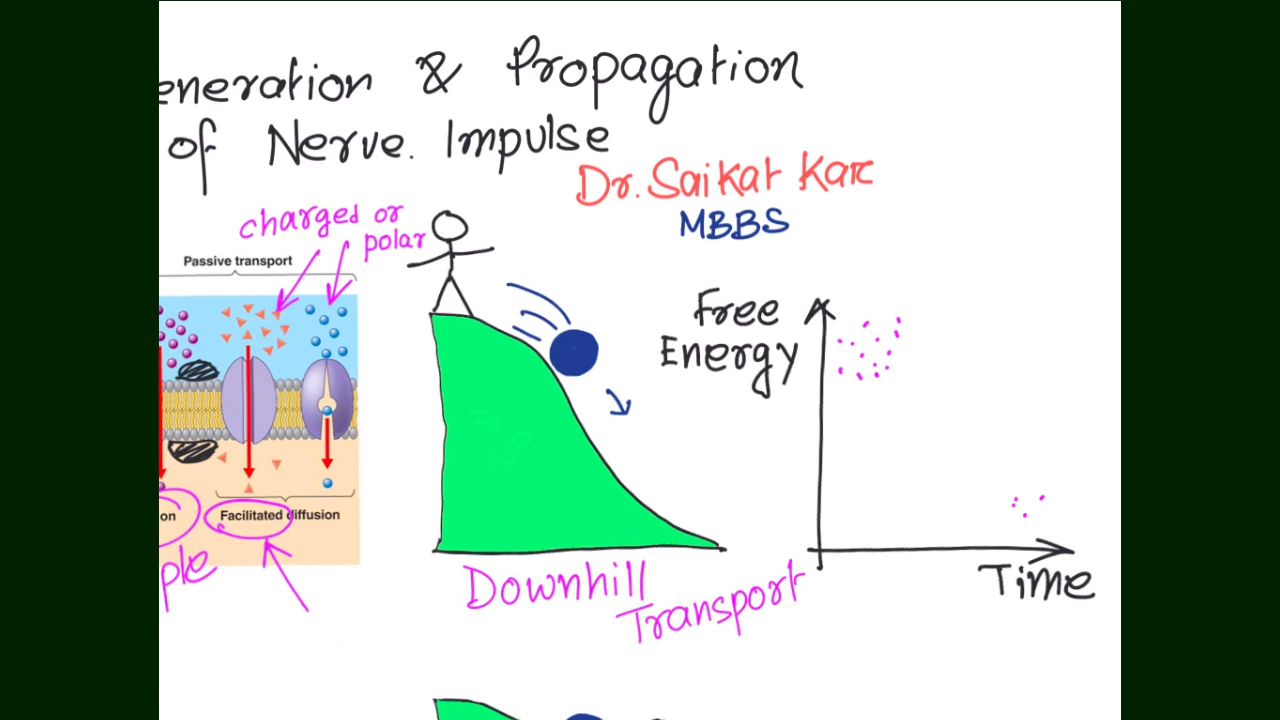 eneration & Propagation
of Nerve. Impulse
Dr. Saikat Kar
MBBS
charged or
polar
Passive transport
on
Facilitated diffusion
ple
Downhill
Transport
Free
Energy
Time